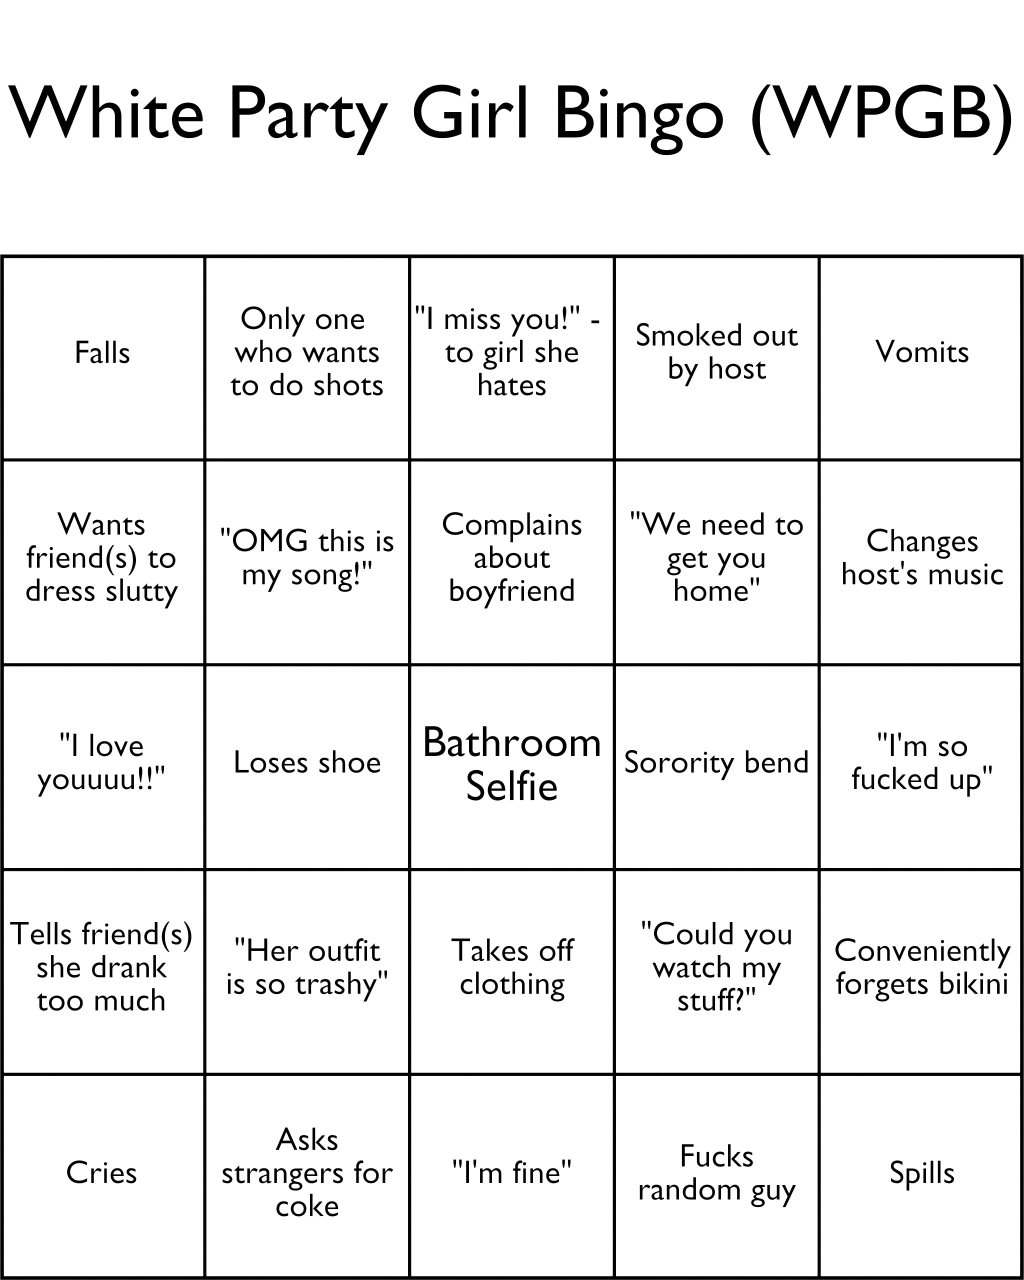 White Party Girl Bingo (WPGB)
Falls
Only one
who wants
to do shots
"I miss you!" -
to girl she
hates
Smoked out
by host
Vomits
Wants
friend(s) to
dress slutty
"OMG this is
my song!"
Complains
about
boyfriend
"We need to
get you
home"
Changes
host's music
"I love
youuuu!!"
Loses shoe
Bathroom
Selfie
Sorority bend
"I'm so
fucked up"
Tells friend(s)
she drank
too much
"Her outfit
is so trashy"
Takes off
clothing
"Could you
watch my
stuff?"
Conveniently
forgets bikini
Cries
Asks
strangers for
coke
"I'm fine"
Fucks
random guy
Spills